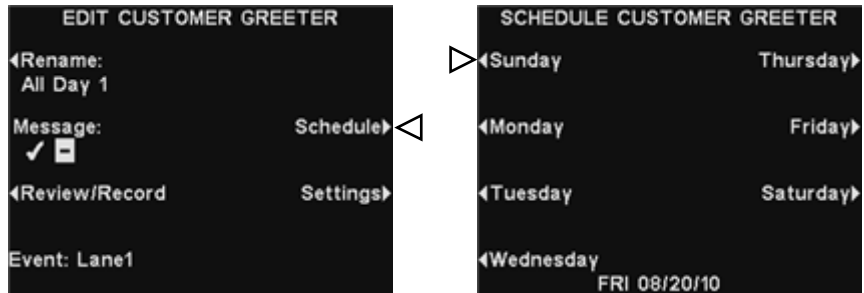 EDIT CUSTOMER GREETER
Rename:
All Day 1
Message:
Schedule
Review/Record
Settings
Event: Lane1
SCHEDULE CUSTOMER GREETER
Sunday
Thursday
Monday
Friday
Tuesday
Saturday
Wednesday
FRI 08/20/10